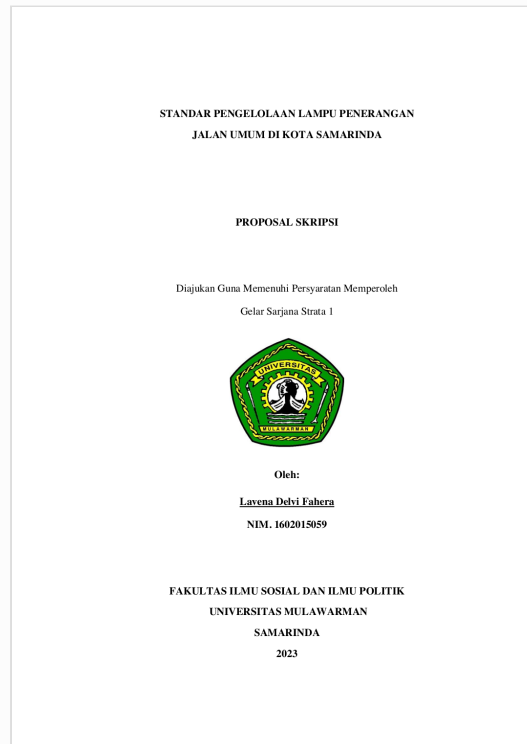 STANDAR PENGELOLAAN LAMPU PENERANGAN
JALAN UMUM DI KOTA SAMARINDA
PROPOSAL SKRIPSI
Diajukan Guna Memenuhi Persyaratan Memperoleh
Gelar Sarjana Strata 1
UNIVERSITAS
MULAWARMAN
Oleh:
Lavena Delvi Fahera
NIM. 1602015059
FAKULTAS ILMU SOSIAL DAN ILMU POLITIK
UNIVERSITAS MULAWARMAN
SAMARINDA
2023